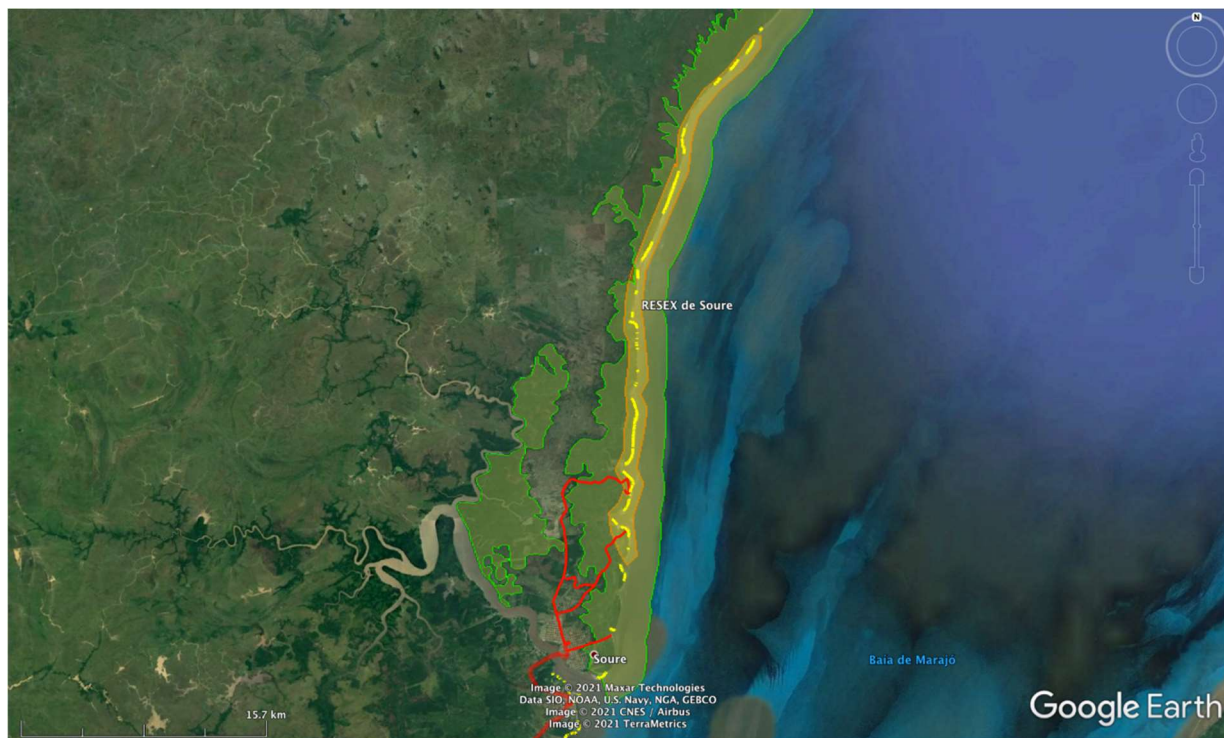 N
RESEX de Soure
Soure
Baía de Marajó
Image © 2021 Maxar Technologies
Data SIO, NOAA, U.S. Navy, NGA, GEBCO
Image © 2021 CNES / Airbus
Image © 2021 TerraMetrics
15.7 km
Google Earth